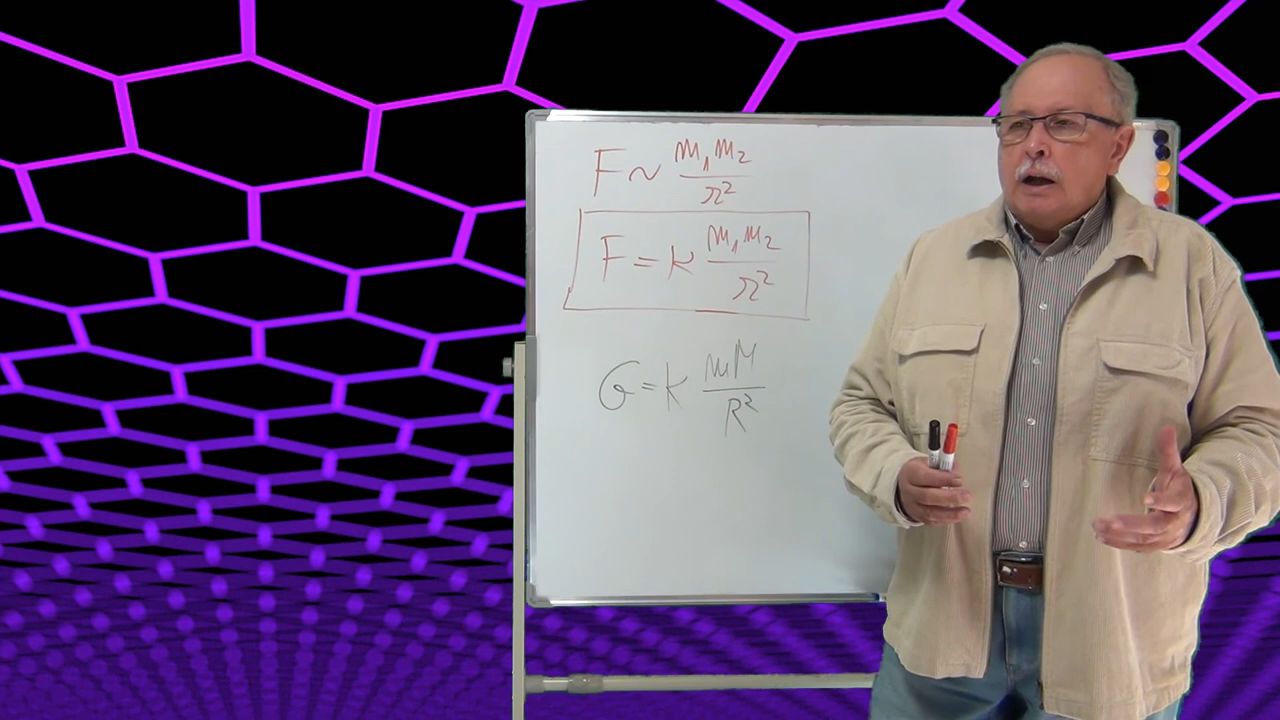 F ~ m₁m₂/r²
F = k m₁m₂/r²
G = k mM/R²